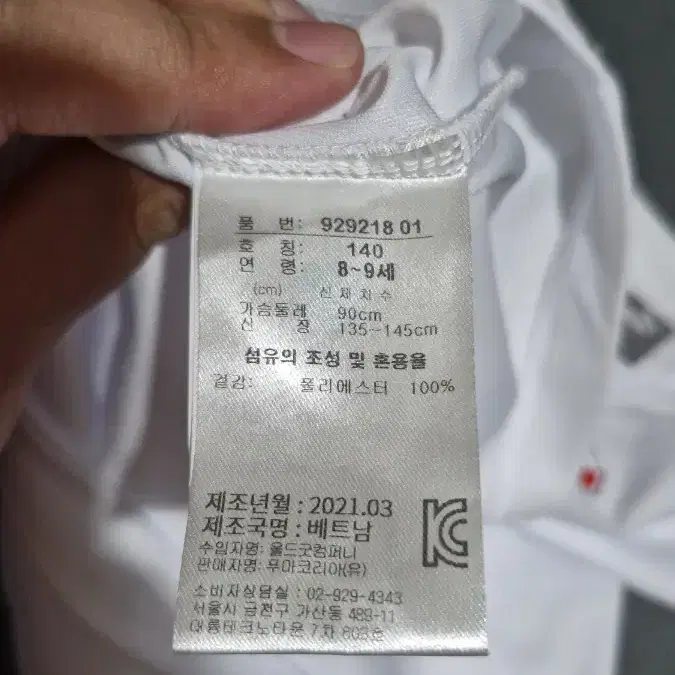 품 번: 929218 01
호 칭: 140
연 령: 8~9세
(cm) 신체치수
가슴둘레 90cm
신 장 135~145cm
섬유의 조성 및 혼용율
겉감: 폴리에스터 100%
제조년월 : 2021.03
제조국명 : 베트남
수입자명: 올드굿컴퍼니
판매자명: 푸마코리아(유)
소비자상담실 : 02-929-4343
서울시 금천구 가산동 489-11
대륭테크노타운 7차 603호